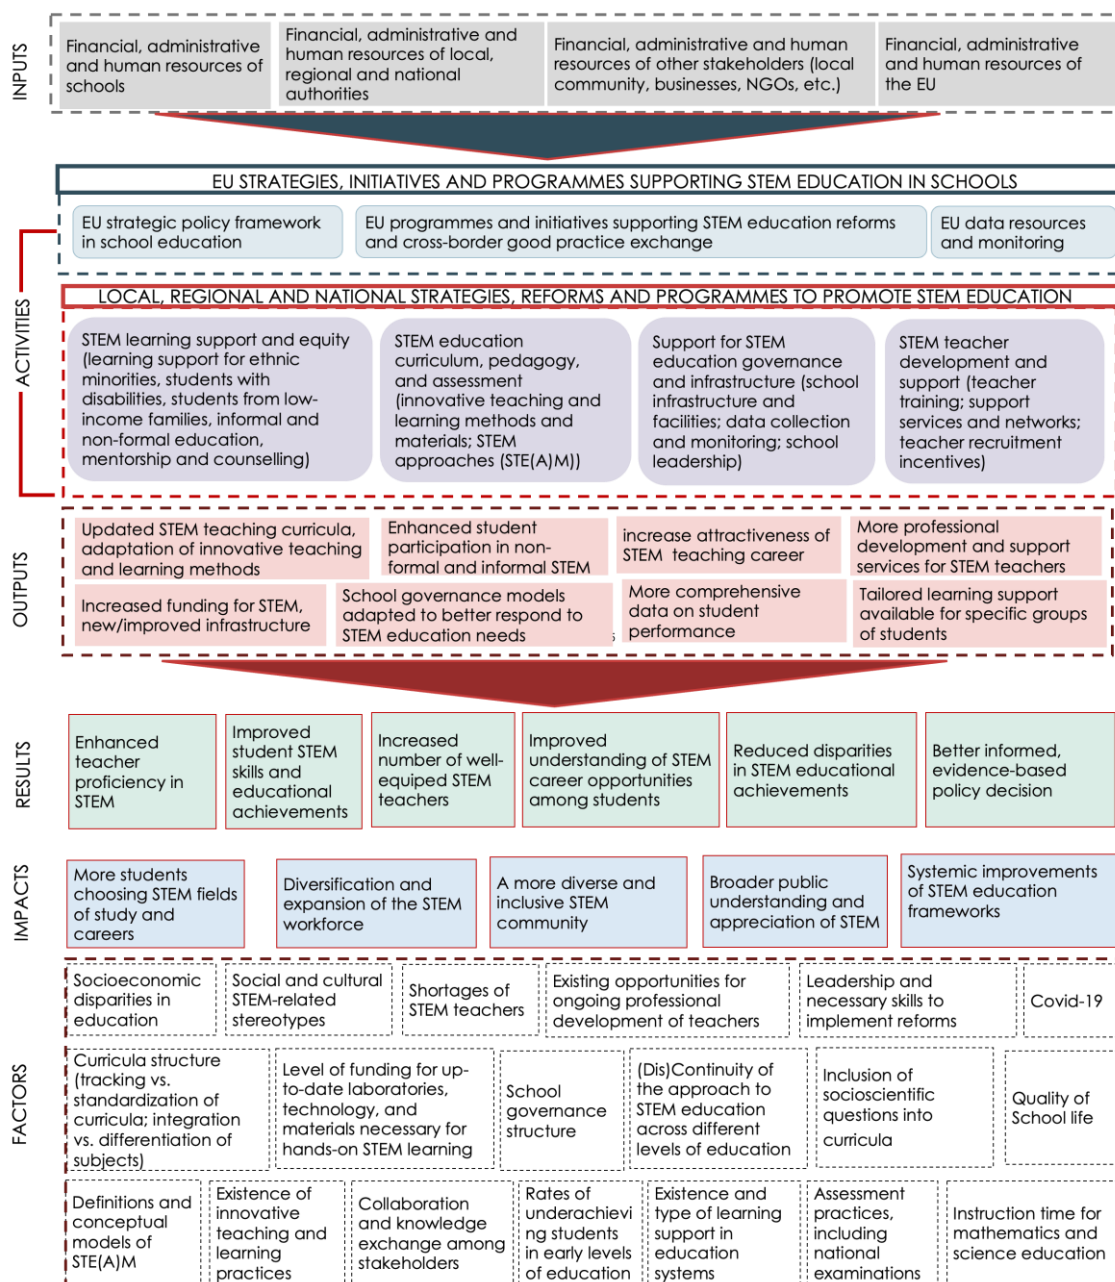 INPUTS
Financial, administrative
and human resources of
schools
Financial, administrative and
human resources of local,
regional and national
authorities
Financial, administrative and human
resources of other stakeholders (local
community, businesses, NGOs, etc.)
Financial, administrative
and human resources of
the EU
ACTIVITIES
EU STRATEGIES, INITIATIVES AND PROGRAMMES SUPPORTING STEM EDUCATION IN SCHOOLS
EU strategic policy framework
in school education
EU programmes and initiatives supporting STEM education reforms
and cross-border good practice exchange
EU data resources
and monitoring
LOCAL, REGIONAL AND NATIONAL STRATEGIES, REFORMS AND PROGRAMMES TO PROMOTE STEM EDUCATION
STEM learning support and equity
(learning support for ethnic
minorities, students with
disabilities, students from low-
income families, informal and
non-formal education,
mentorship and counselling)
STEM education
curriculum, pedagogy,
and assessment
(innovative teaching and
learning methods and
materials; STEM
approaches (STE(A)M))
Support for STEM
education governance
and infrastructure (school
infrastructure and
facilities; data collection
and monitoring; school
leadership)
STEM teacher
development and
support (teacher
training; support
services and networks;
teacher recruitment
incentives)
OUTPUTS
Updated STEM teaching curricula,
adaptation of innovative teaching
and learning methods
Enhanced student
participation in non-
formal and informal STEM
increase attractiveness of
STEM teaching career
More professional
development and support
services for STEM teachers
Increased funding for STEM,
new/improved infrastructure
School governance models
adapted to better respond to
STEM education needs
s
More comprehensive
data on student
performance
Tailored learning support
available for specific groups
of students
RESULTS
Enhanced
teacher
proficiency in
STEM
Improved
student STEM
skills and
educational
achievements
Increased
number of well-
equiped STEM
teachers
Improved
understanding of STEM
career opportunities
among students
Reduced disparities
in STEM educational
achievements
Better informed,
evidence-based
policy decision
IMPACTS
More students
choosing STEM fields
of study and
careers
Diversification and
expansion of the STEM
workforce
A more diverse and
inclusive STEM
community
Broader public
understanding and
appreciation of STEM
Systemic improvements
of STEM education
frameworks
FACTORS
Socioeconomic
disparities in
education
Social and cultural
STEM-related
stereotypes
Shortages of
STEM teachers
Existing opportunities for
ongoing professional
development of teachers
Leadership and
necessary skills to
implement reforms
Covid-19
Curricula structure
(tracking vs.
standardization of
curricula; integration
vs. differentiation of
subjects)
Level of funding for up-
to-date laboratories,
technology, and
materials necessary for
hands-on STEM learning
School
governance
structure
(Dis)Continuity of
the approach to
STEM education
across different
levels of education
Inclusion of
socioscientific
questions into
curricula
Quality of
School life
Definitions and
conceptual
models of
STE(A)M
Existence of
innovative
teaching and
learning
practices
Collaboration
and knowledge
exchange among
stakeholders
Rates of
underachievi
ng students
in early levels
of education
Existence and
type of learning
support in
education
systems
Assessment
practices,
including
national
examinations
Instruction time for
mathematics and
science education